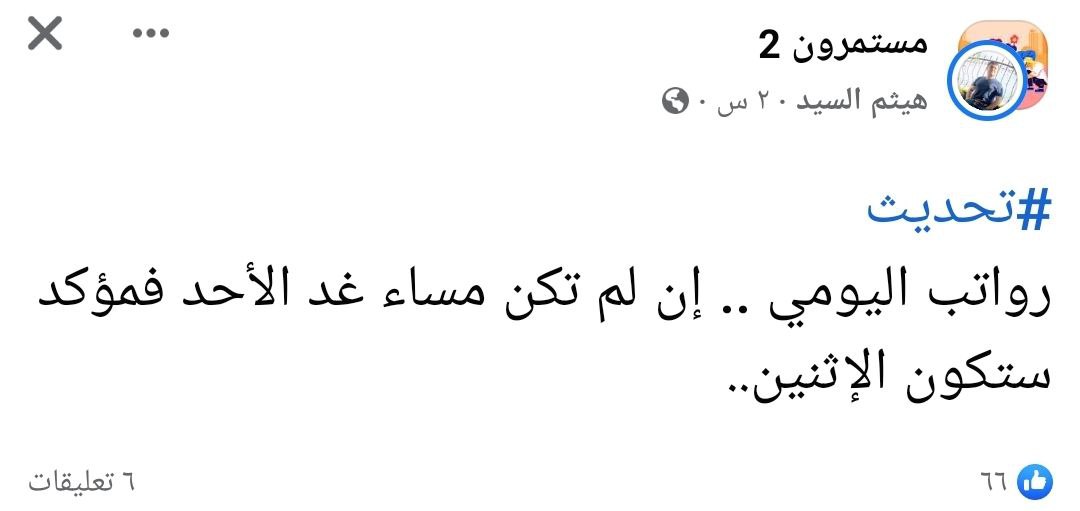 مستمرون 2
هيثم السيد · ٢ س ·
#تحديث
رواتب اليومي .. إن لم تكن مساء غد الأحد فمؤكد
ستكون الإثنين..
٦٦
٦ تعليقات